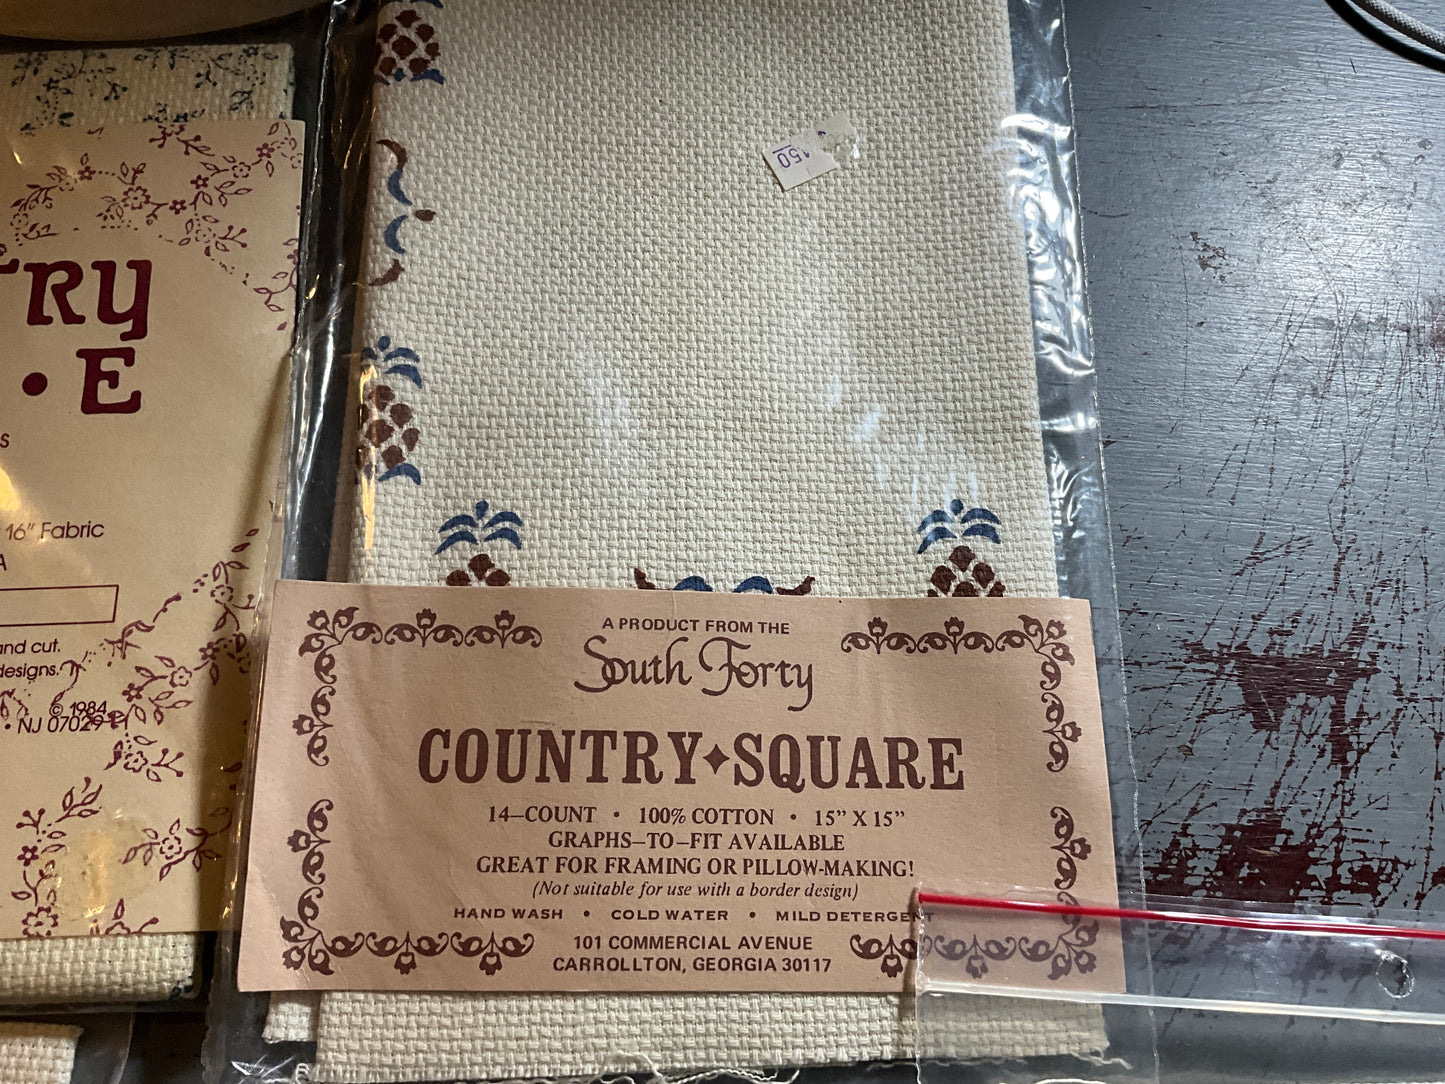 TRY
• E
s
16” Fabric
A
and cut.
designs.
© 1984
• NJ 07029
150
A PRODUCT FROM THE
South Forty
COUNTRY✦SQUARE
14–COUNT • 100% COTTON • 15” X 15”
GRAPHS–TO–FIT AVAILABLE
GREAT FOR FRAMING OR PILLOW-MAKING!
(Not suitable for use with a border design)
HAND WASH • COLD WATER • MILD DETERGENT
101 COMMERCIAL AVENUE
CARROLLTON, GEORGIA 30117